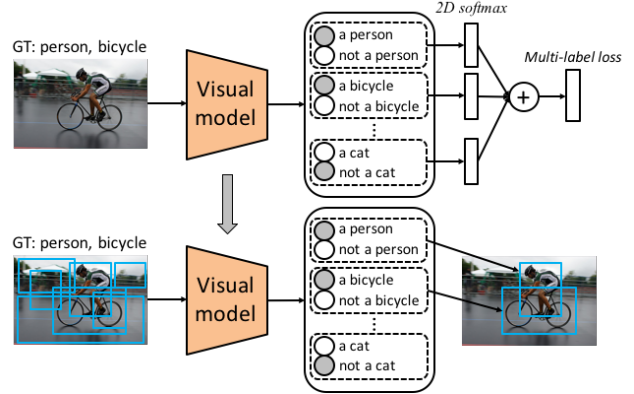 2D softmax
GT: person, bicycle
a person
not a person
Multi-label loss
Visual
model
a bicycle
not a bicycle
+
a cat
not a cat
GT: person, bicycle
a person
not a person
Visual
model
a bicycle
not a bicycle
a cat
not a cat